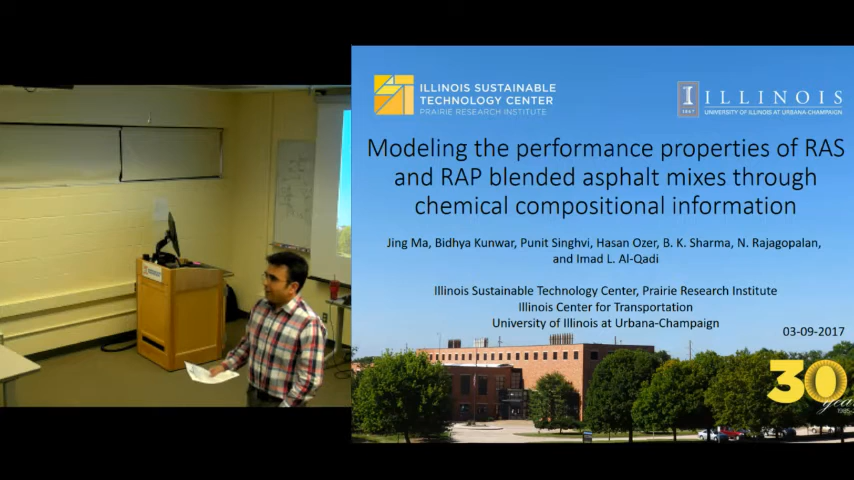 ILLINOIS SUSTAINABLE
TECHNOLOGY CENTER
PRAIRIE RESEARCH INSTITUTE
I ILLINOIS
1867
UNIVERSITY OF ILLINOIS AT URBANA-CHAMPAIGN
Modeling the performance properties of RAS
and RAP blended asphalt mixes through
chemical compositional information
Jing Ma, Bidhya Kunwar, Punit Singhvi, Hasan Ozer, B. K. Sharma, N. Rajagopalan,
and Imad L. Al-Qadi
Illinois Sustainable Technology Center, Prairie Research Institute
Illinois Center for Transportation
University of Illinois at Urbana-Champaign
03-09-2017
30